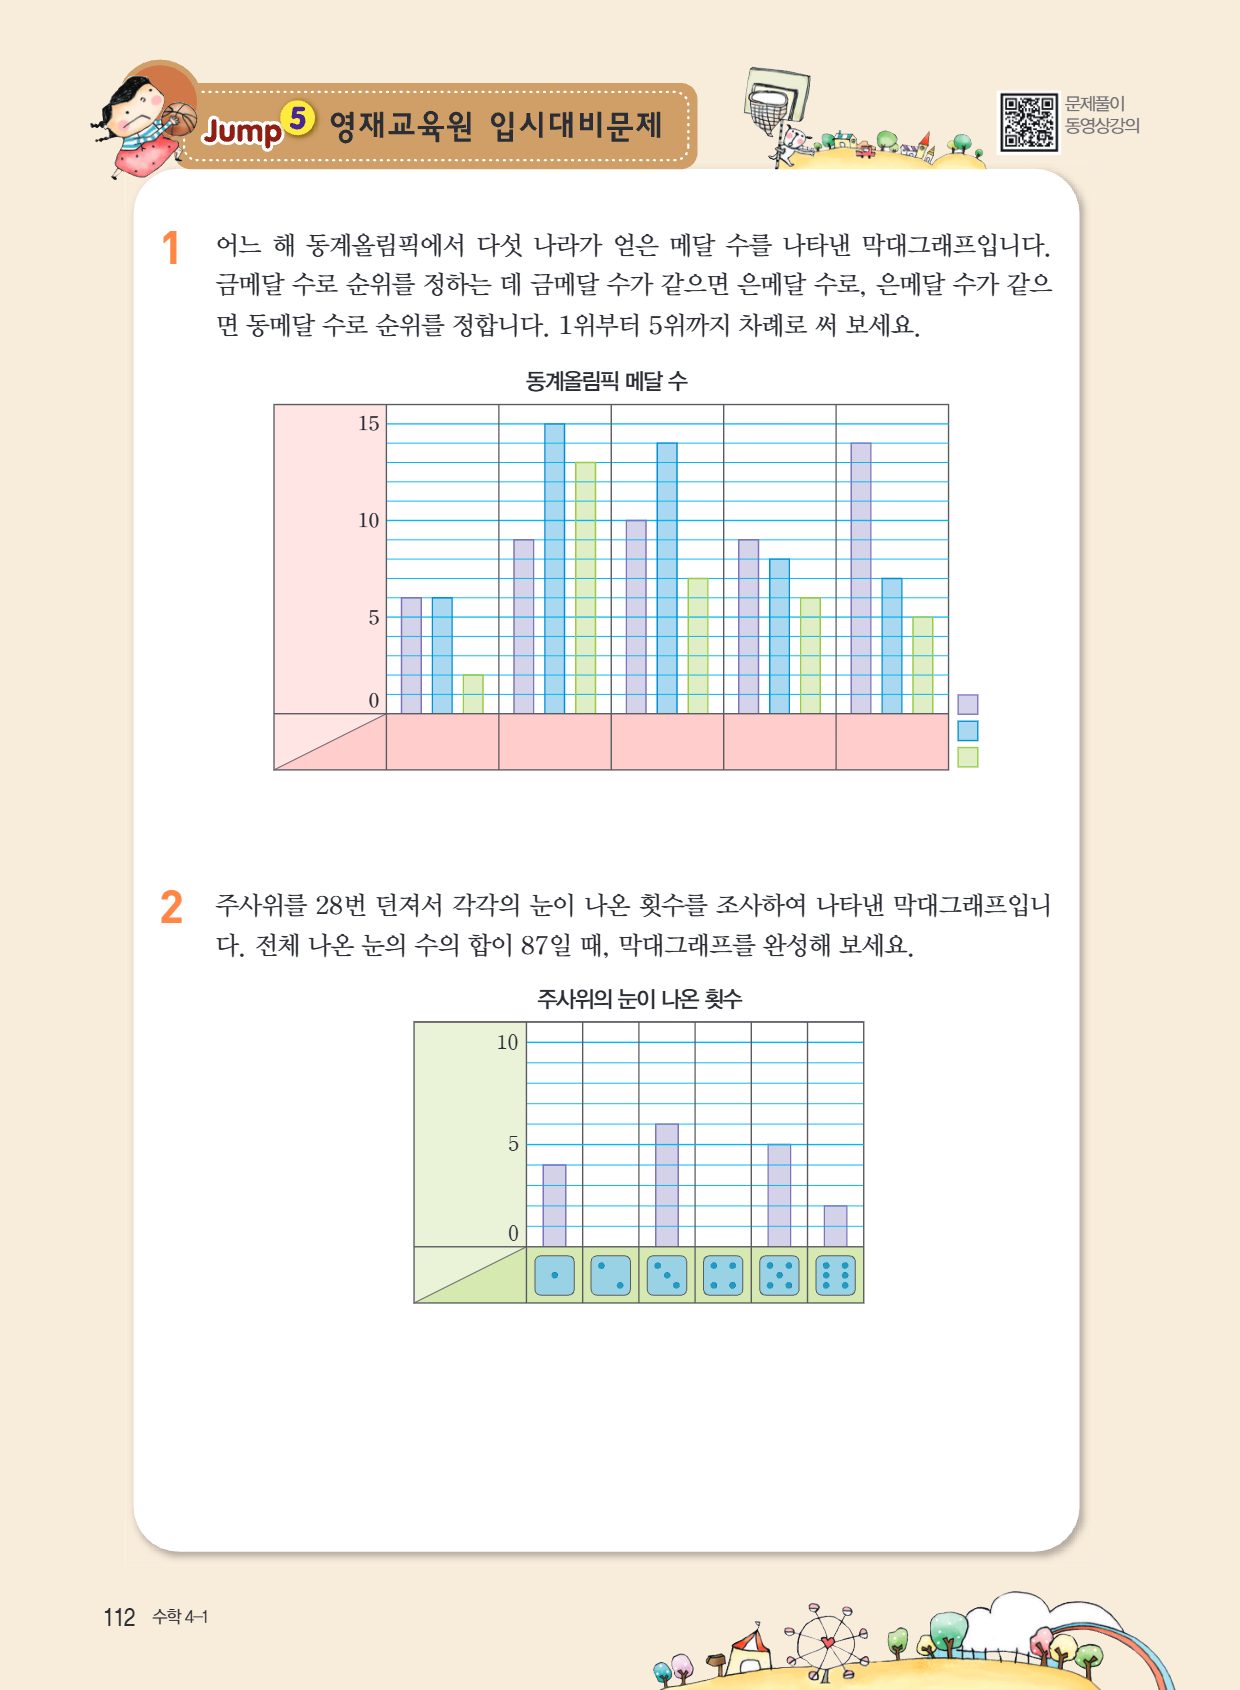 Jump 5 영재교육원 입시대비문제
문제풀이
동영상강의
1 어느 해 동계올림픽에서 다섯 나라가 얻은 메달 수를 나타낸 막대그래프입니다.
금메달 수로 순위를 정하는 데 금메달 수가 같으면 은메달 수로, 은메달 수가 같으
면 동메달 수로 순위를 정합니다. 1위부터 5위까지 차례로 써 보세요.
동계올림픽 메달 수
15
10
5
0
2 주사위를 28번 던져서 각각의 눈이 나온 횟수를 조사하여 나타낸 막대그래프입니
다. 전체 나온 눈의 수의 합이 87일 때, 막대그래프를 완성해 보세요.
주사위의 눈이 나온 횟수
10
5
0
112 수학 4-1